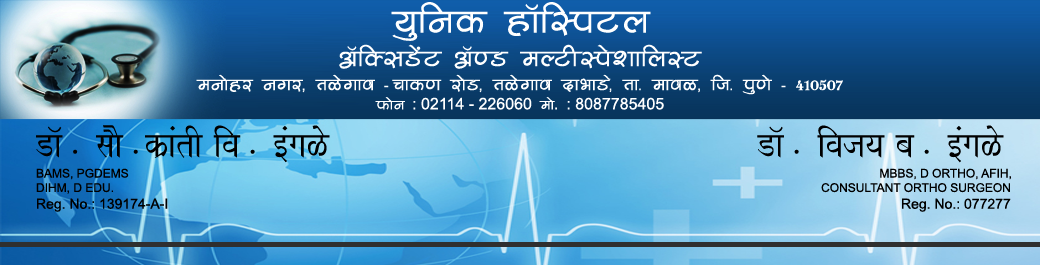 युनिक हॉस्पिटल
ॲक्सिडेंट ॲण्ड मल्टीस्पेशालिस्ट
मनोहर नगर, तळेगाव - चाकण रोड, तळेगाव दाभाडे, ता. मावळ, जि. पुणे - 410507
फोन : 02114 - 226060 मो. : 8087785405
डॉ. सौ. क्रांती वि. इंगळे
BAMS, PGDEMS
DIHM, D EDU.
Reg. No.: 139174-A-I
डॉ. विजय ब. इंगळे
MBBS, D ORTHO, AFIH,
CONSULTANT ORTHO SURGEON
Reg. No.: 077277